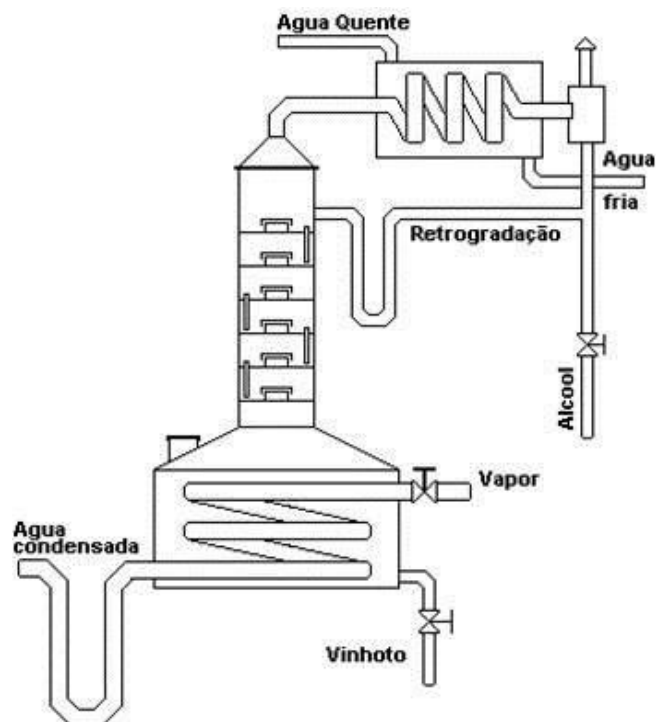 Agua Quente
Agua
fria
Retrogradação
Alcool
Vapor
Agua
condensada
Vinhoto